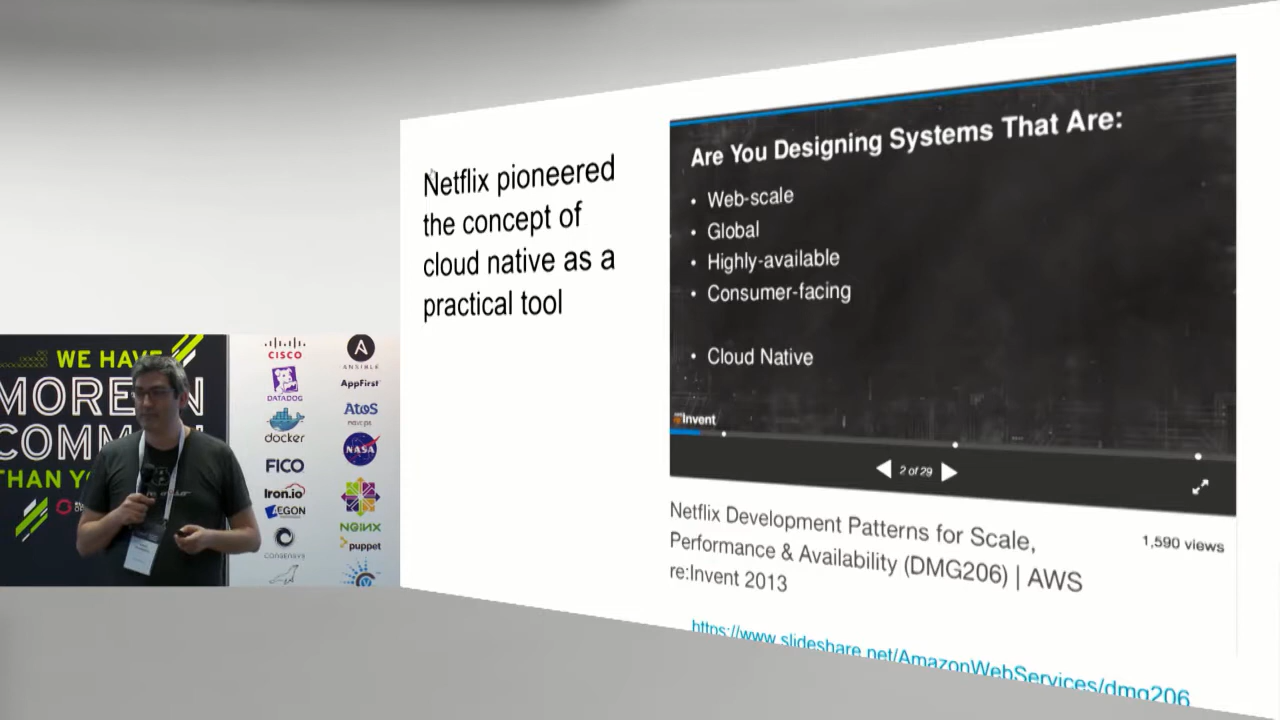 Netflix pioneered
the concept of
cloud native as a
practical tool
Are You Designing Systems That Are:
• Web-scale
• Global
• Highly-available
• Consumer-facing
• Cloud Native
Invent
2 of 29
Netflix Development Patterns for Scale,
Performance & Availability (DMG206) | AWS
re:Invent 2013
1,590 views
https://www.slideshare.net/AmazonWebServices/dmg206
WE HAVE
MORE IN
COMM
THAN Y
CISCO
ANSIBLE
DATADOG
AppFirst
docker
AtoS
FICO
NASA
Iron.io
AEGON
NGINX
CONSENSYS
puppet